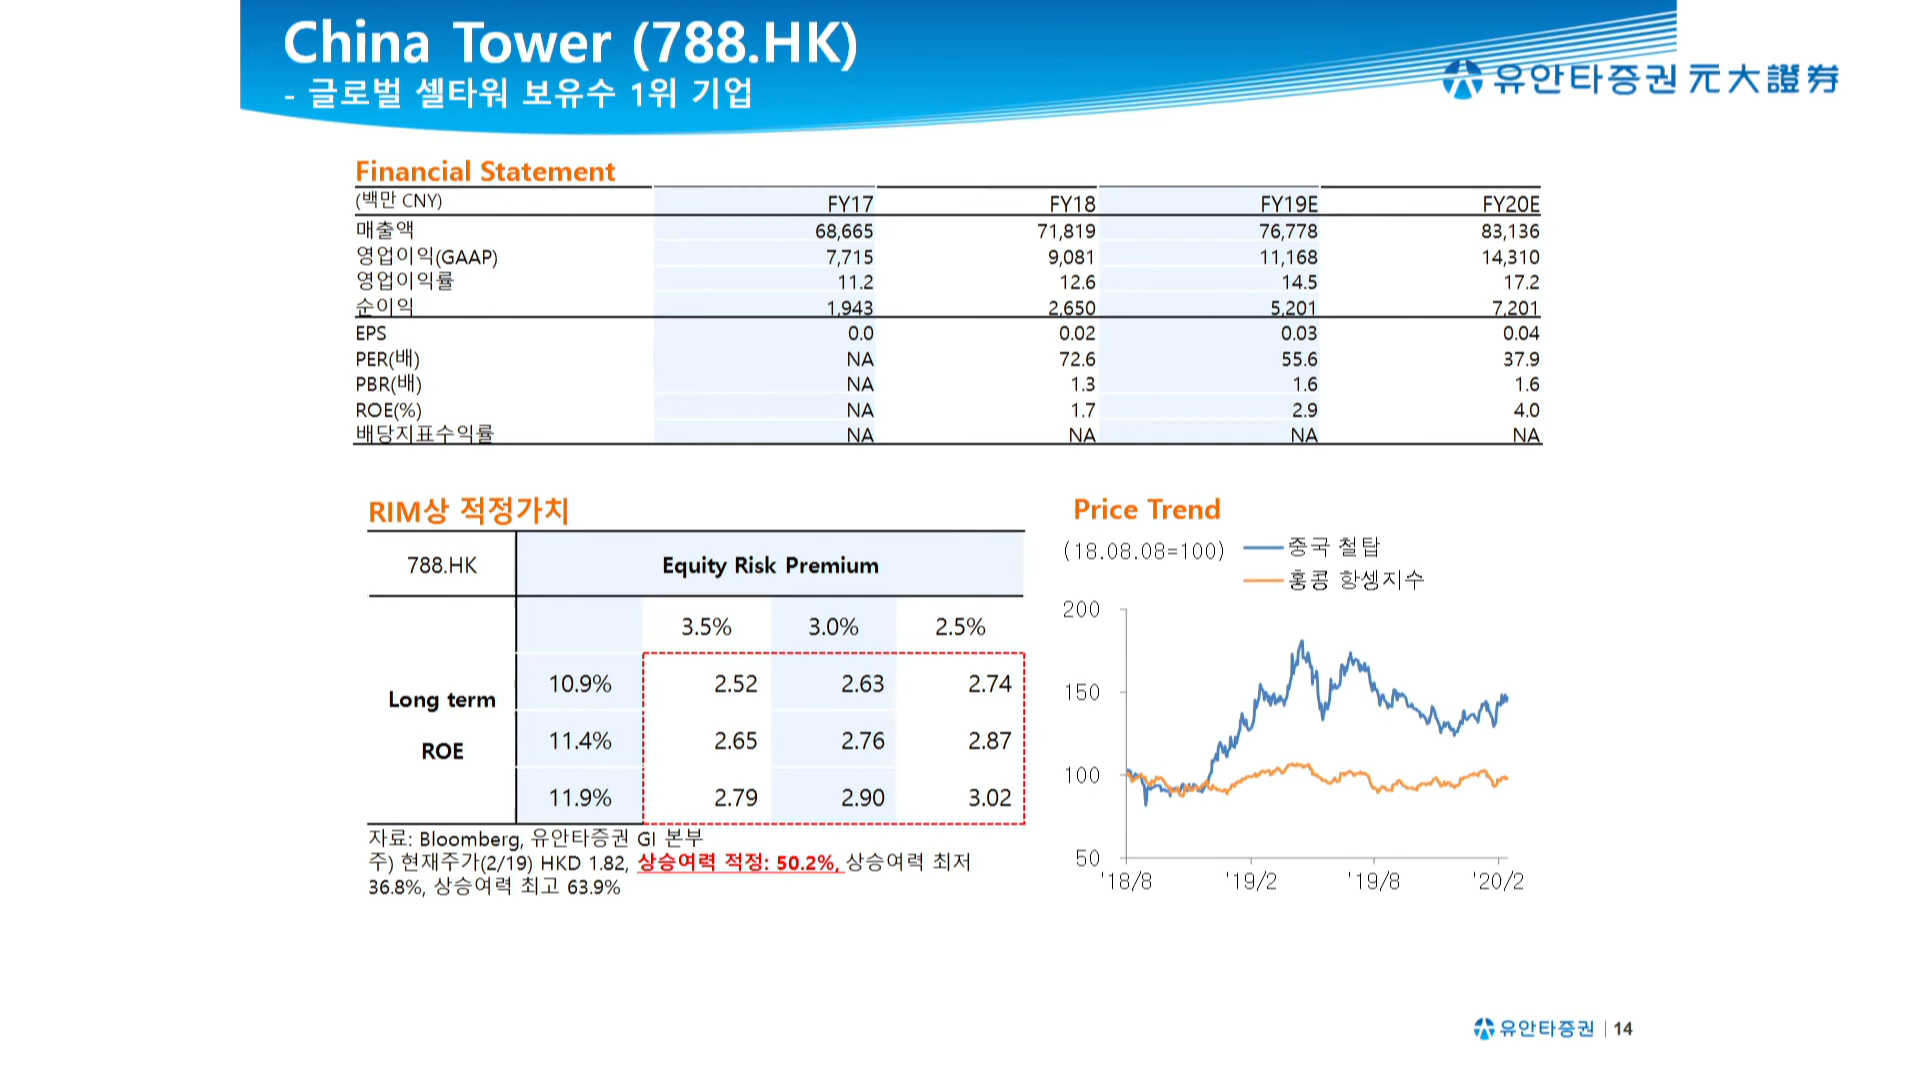 China Tower (788.HK)
- 글로벌 셀타워 보유수 1위 기업
유안타증권 元大證券
Financial Statement
(백만 CNY) FY17 FY18 FY19E FY20E
매출액 68,665 71,819 76,778 83,136
영업이익(GAAP) 7,715 9,081 11,168 14,310
영업이익률 11.2 12.6 14.5 17.2
순이익 1,943 2,650 5,201 7,201
EPS 0.0 0.02 0.03 0.04
PER(배) NA 72.6 55.6 37.9
PBR(배) NA 1.3 1.6 1.6
ROE(%) NA 1.7 2.9 4.0
배당지표수익률 NA NA NA NA
RIM상 적정가치
788.HK Equity Risk Premium
3.5% 3.0% 2.5%
Long term ROE
10.9% 2.52 2.63 2.74
11.4% 2.65 2.76 2.87
11.9% 2.79 2.90 3.02
자료: Bloomberg, 유안타증권 GI 본부
주) 현재주가(2/19) HKD 1.82, 상승여력 적정: 50.2%, 상승여력 최저
36.8%, 상승여력 최고 63.9%
Price Trend
(18.08.08=100)
중국 철탑
홍콩 항셍지수
200
150
100
50
'18/8 '19/2 '19/8 '20/2
유안타증권 | 14